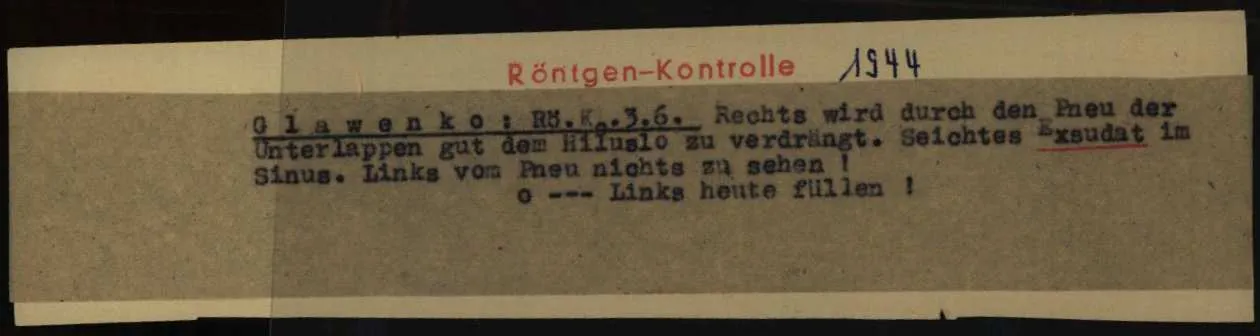 Röntgen-Kontrolle 1944
Glawenko: Rö.Ko.3.6. Rechts wird durch den Pneu der
Unterlappen gut dem Hiluslo zu verdrängt. Seichtes Exsudat im
Sinus. Links vom Pneu nichts zu sehen !
o --- Links heute füllen !